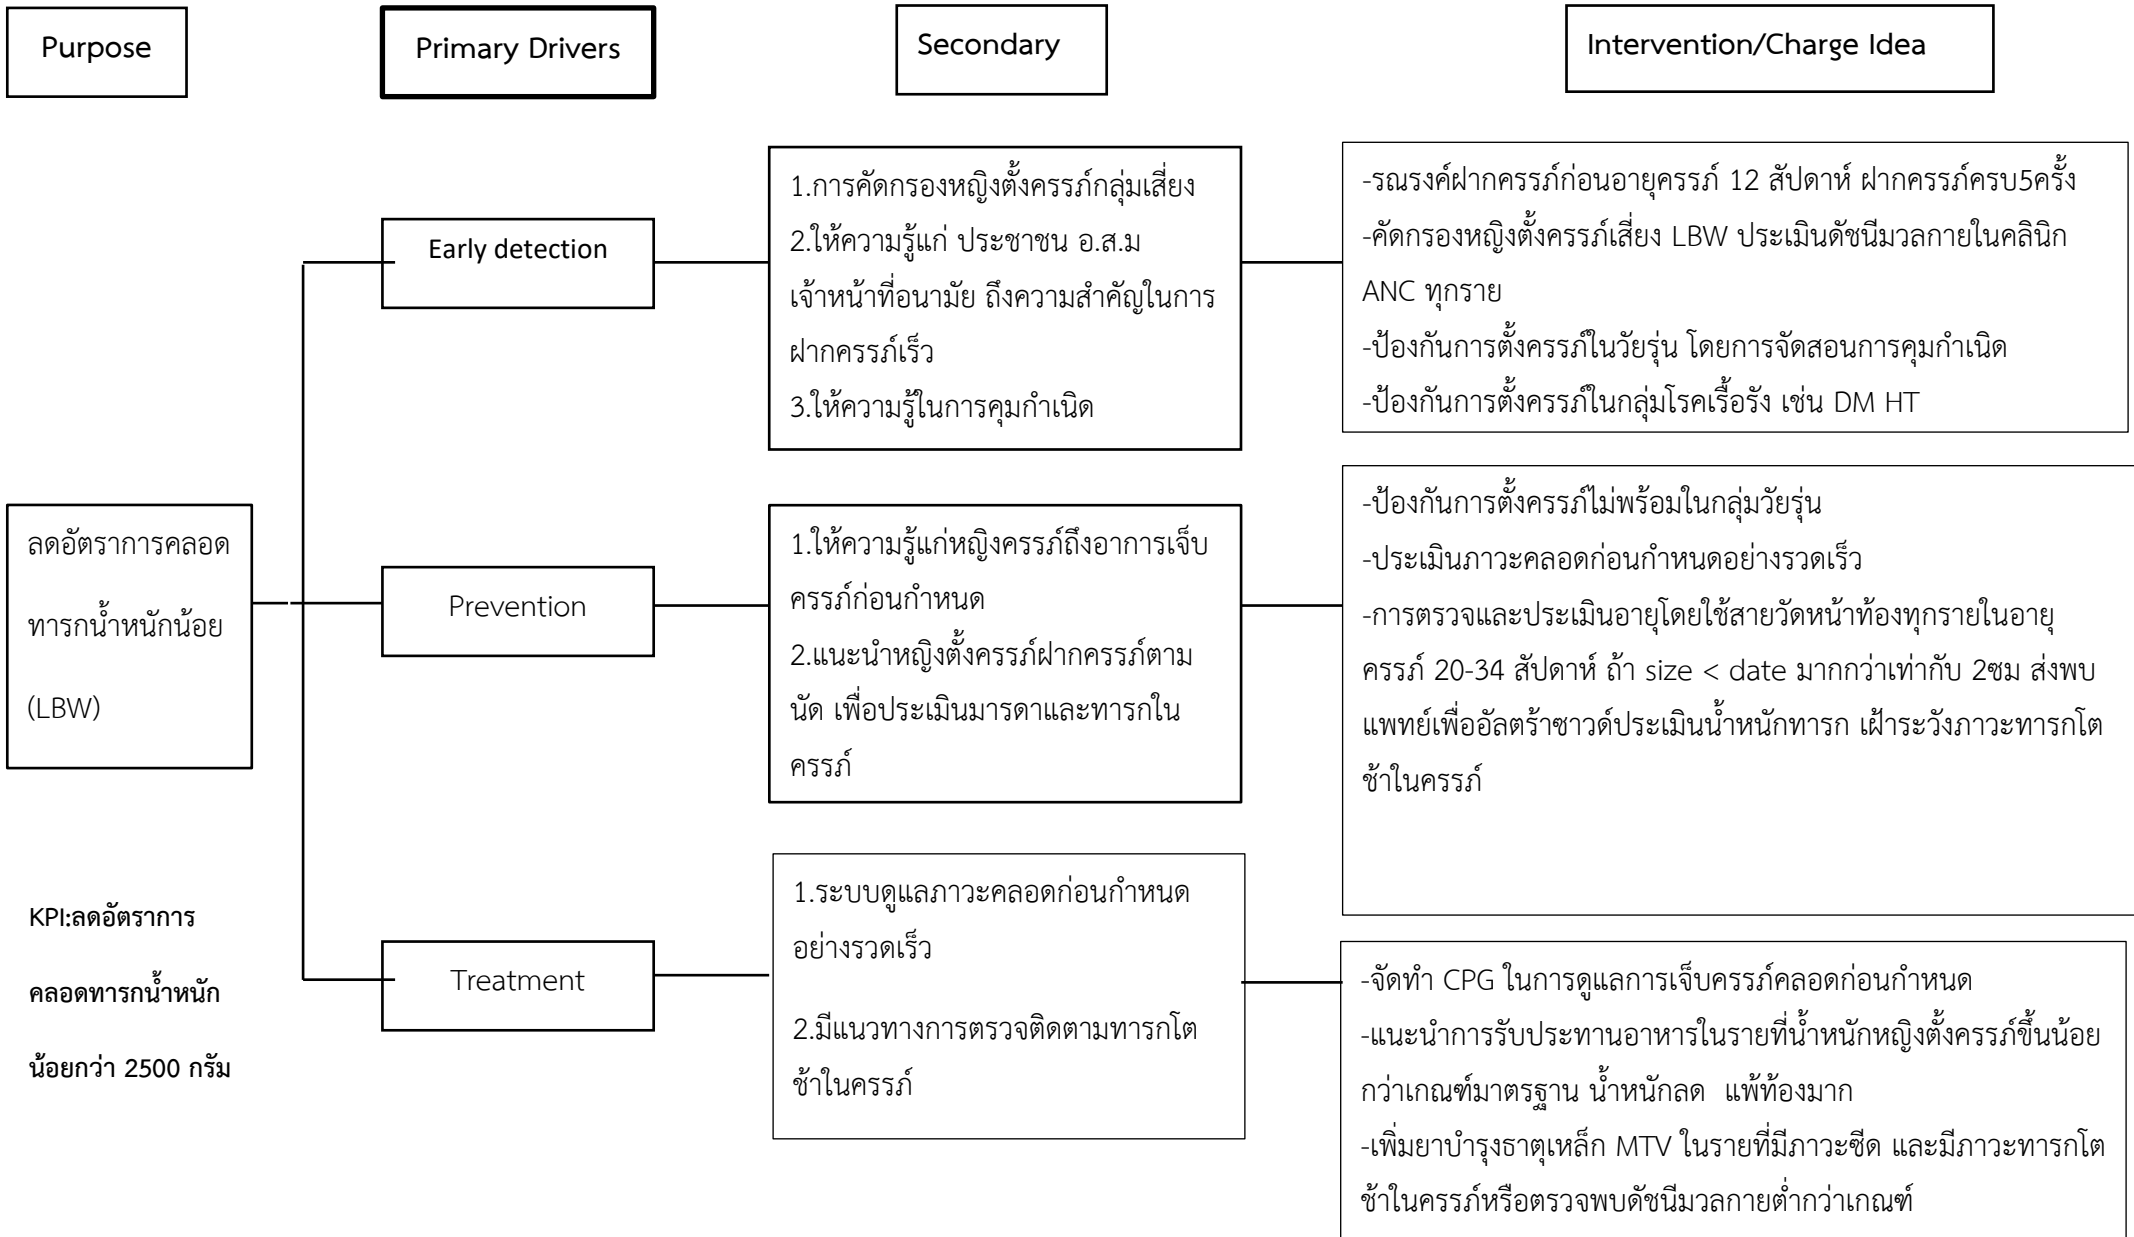 Purpose
Primary Drivers
Secondary
Intervention/Charge Idea
ลดอัตราการคลอด
ทารกน้ำหนักน้อย
(LBW)
KPI:ลดอัตราการ
คลอดทารกน้ำหนัก
น้อยกว่า 2500 กรัม
Early detection
1.การคัดกรองหญิงตั้งครรภ์กลุ่มเสี่ยง
2.ให้ความรู้แก่ ประชาชน อ.ส.ม
เจ้าหน้าที่อนามัย ถึงความสำคัญในการ
ฝากครรภ์เร็ว
3.ให้ความรู้ในการคุมกำเนิด
-รณรงค์ฝากครรภ์ก่อนอายุครรภ์ 12 สัปดาห์ ฝากครรภ์ครบ5ครั้ง
-คัดกรองหญิงตั้งครรภ์เสี่ยง LBW ประเมินดัชนีมวลกายในคลินิก
ANC ทุกราย
-ป้องกันการตั้งครรภ์ในวัยรุ่น โดยการจัดสอนการคุมกำเนิด
-ป้องกันการตั้งครรภ์ในกลุ่มโรคเรื้อรัง เช่น DM HT
Prevention
1.ให้ความรู้แก่หญิงครรภ์ถึงอาการเจ็บ
ครรภ์ก่อนกำหนด
2.แนะนำหญิงตั้งครรภ์ฝากครรภ์ตาม
นัด เพื่อประเมินมารดาและทารกใน
ครรภ์
-ป้องกันการตั้งครรภ์ไม่พร้อมในกลุ่มวัยรุ่น
-ประเมินภาวะคลอดก่อนกำหนดอย่างรวดเร็ว
-การตรวจและประเมินอายุโดยใช้สายวัดหน้าท้องทุกรายในอายุ
ครรภ์ 20-34 สัปดาห์ ถ้า size < date มากกว่าเท่ากับ 2ซม ส่งพบ
แพทย์เพื่ออัลตร้าซาวด์ประเมินน้ำหนักทารก เฝ้าระวังภาวะทารกโต
ช้าในครรภ์
Treatment
1.ระบบดูแลภาวะคลอดก่อนกำหนด
อย่างรวดเร็ว
2.มีแนวทางการตรวจติดตามทารกโต
ช้าในครรภ์
-จัดทำ CPG ในการดูแลการเจ็บครรภ์คลอดก่อนกำหนด
-แนะนำการรับประทานอาหารในรายที่น้ำหนักหญิงตั้งครรภ์ขึ้นน้อย
กว่าเกณฑ์มาตรฐาน น้ำหนักลด แพ้ท้องมาก
-เพิ่มยาบำรุงธาตุเหล็ก MTV ในรายที่มีภาวะซีด และมีภาวะทารกโต
ช้าในครรภ์หรือตรวจพบดัชนีมวลกายต่ำกว่าเกณฑ์